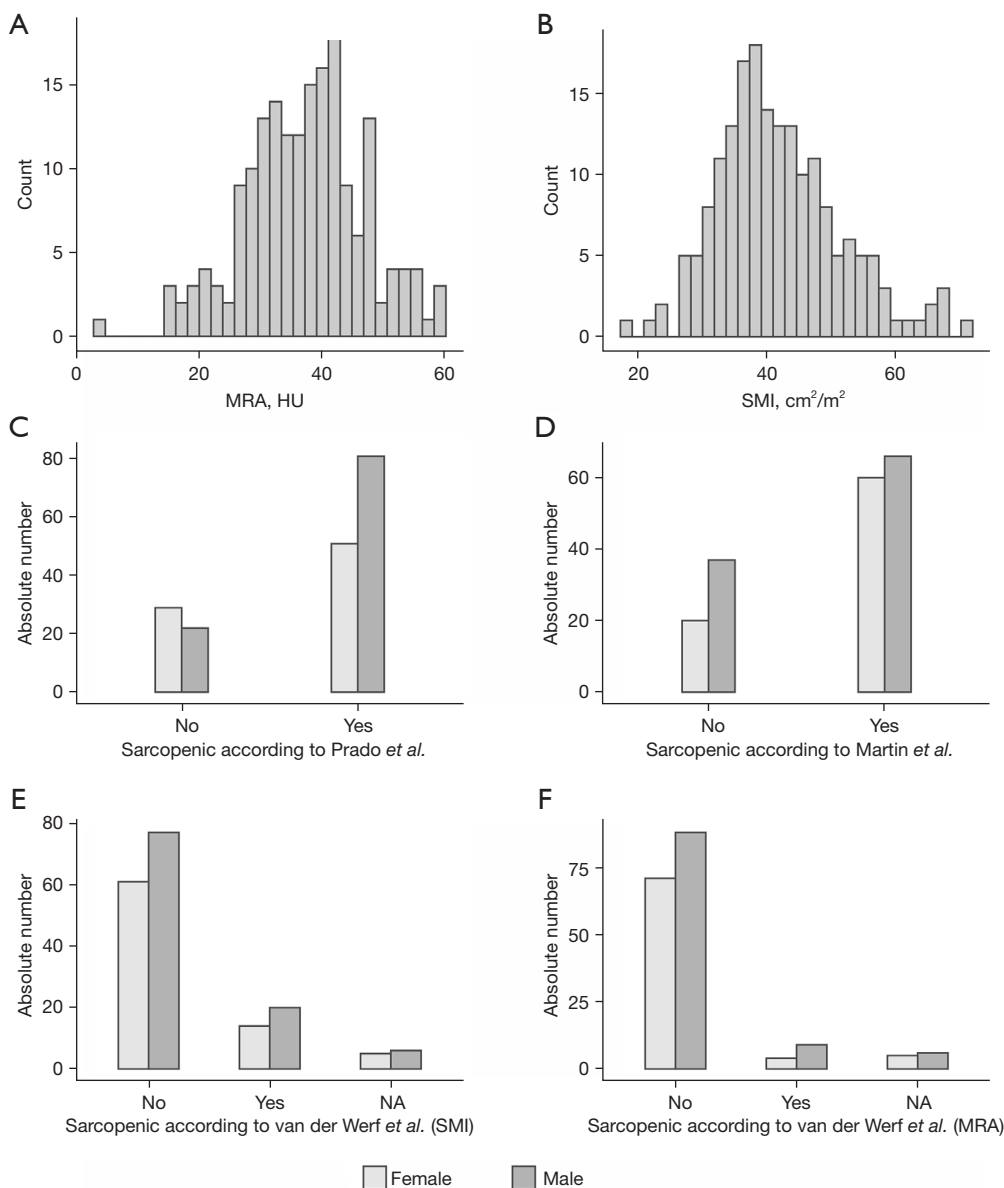 A
Count
15
10
5
0
0
20
40
60
MRA, HU
B
Count
15
10
5
0
20
40
60
SMI, cm²/m²
C
Absolute number
80
60
40
20
0
No
Yes
Sarcopenic according to Prado et al.
D
Absolute number
60
40
20
0
No
Yes
Sarcopenic according to Martin et al.
E
Absolute number
80
60
40
20
0
No
Yes
NA
Sarcopenic according to van der Werf et al. (SMI)
F
Absolute number
75
50
25
0
No
Yes
NA
Sarcopenic according to van der Werf et al. (MRA)
Female
Male